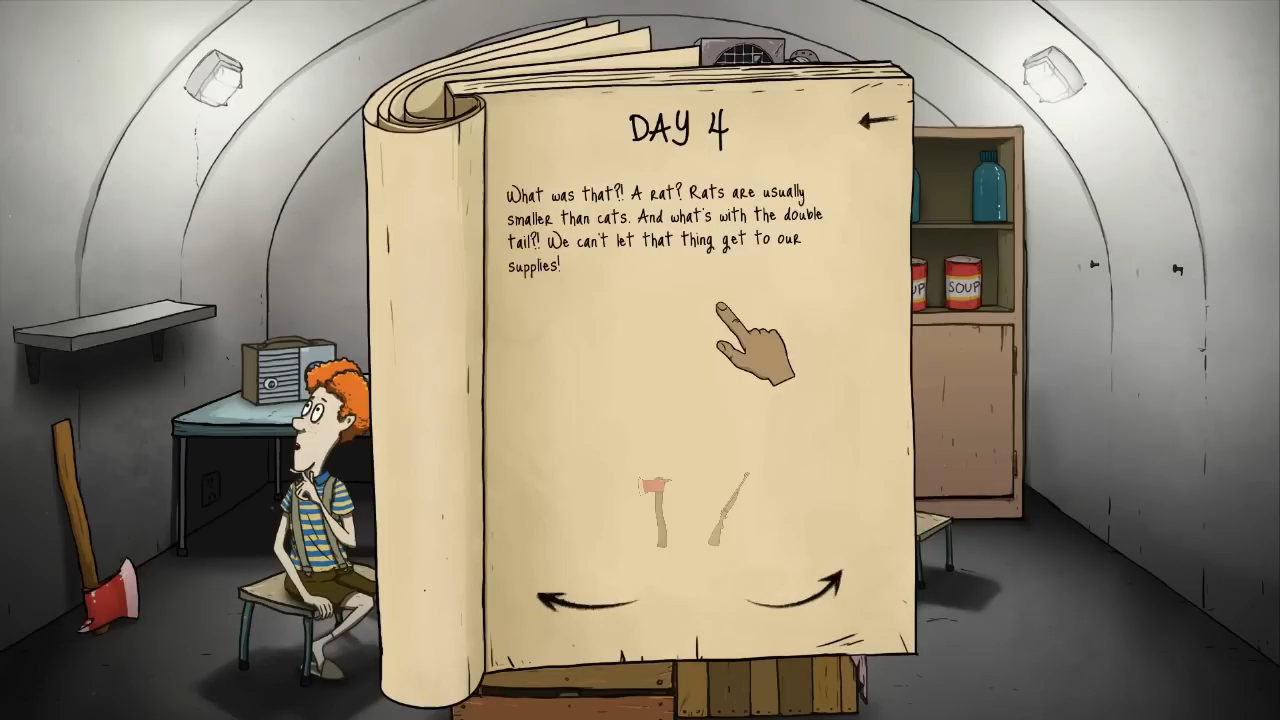 DAY 4
What was that?! A rat? Rats are usually
smaller than cats. And what's with the double
tail?! We can't let that thing get to our
supplies!
UP
SOUP